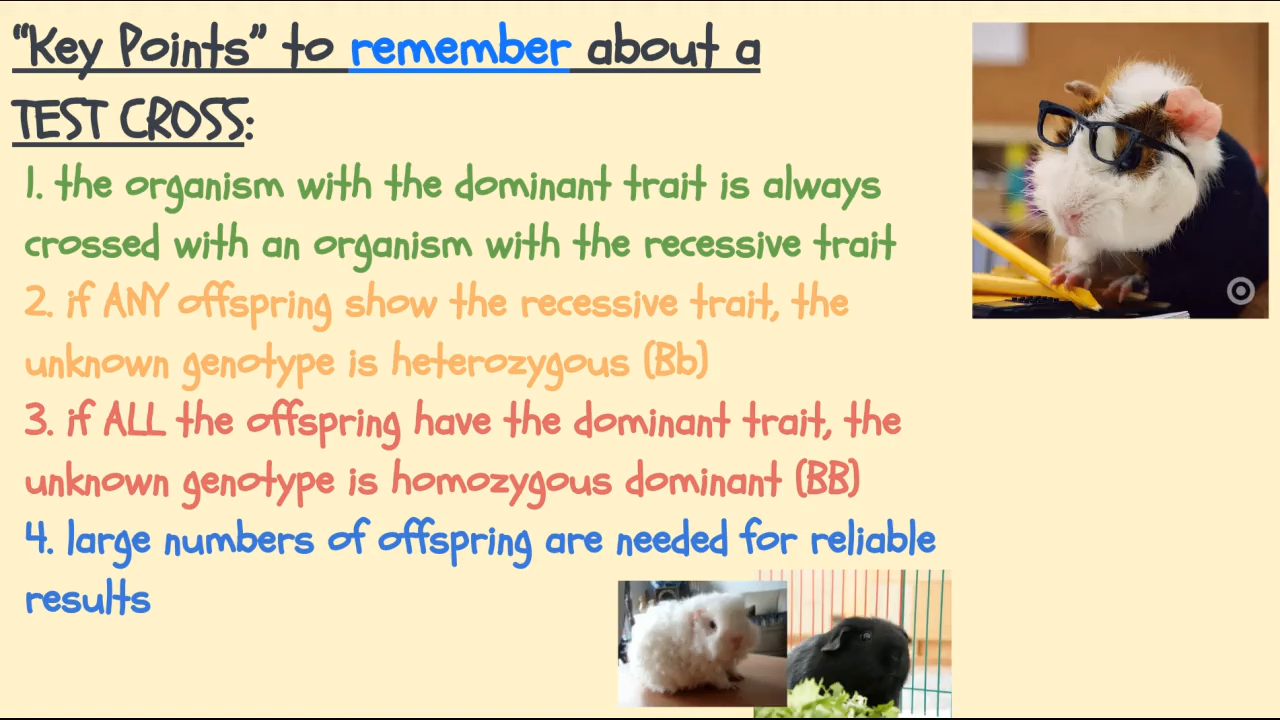 “Key Points” to remember about a
TEST CROSS:
1. the organism with the dominant trait is always
crossed with an organism with the recessive trait
2. if ANY offspring show the recessive trait, the
unknown genotype is heterozygous (Bb)
3. if ALL the offspring have the dominant trait, the
unknown genotype is homozygous dominant (BB)
4. large numbers of offspring are needed for reliable
results